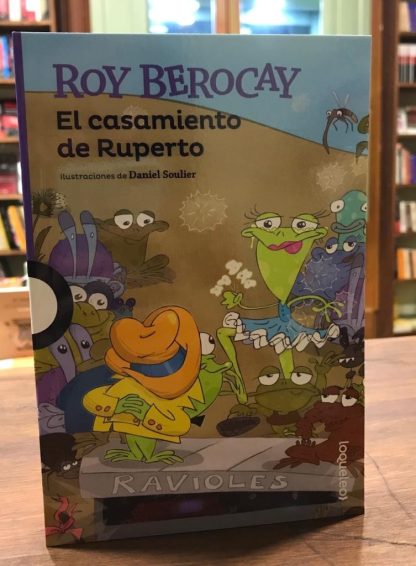 ROY BEROCAY
El casamiento
de Ruperto
ilustraciones de Daniel Soulier
RAVIOLES
loqueleo